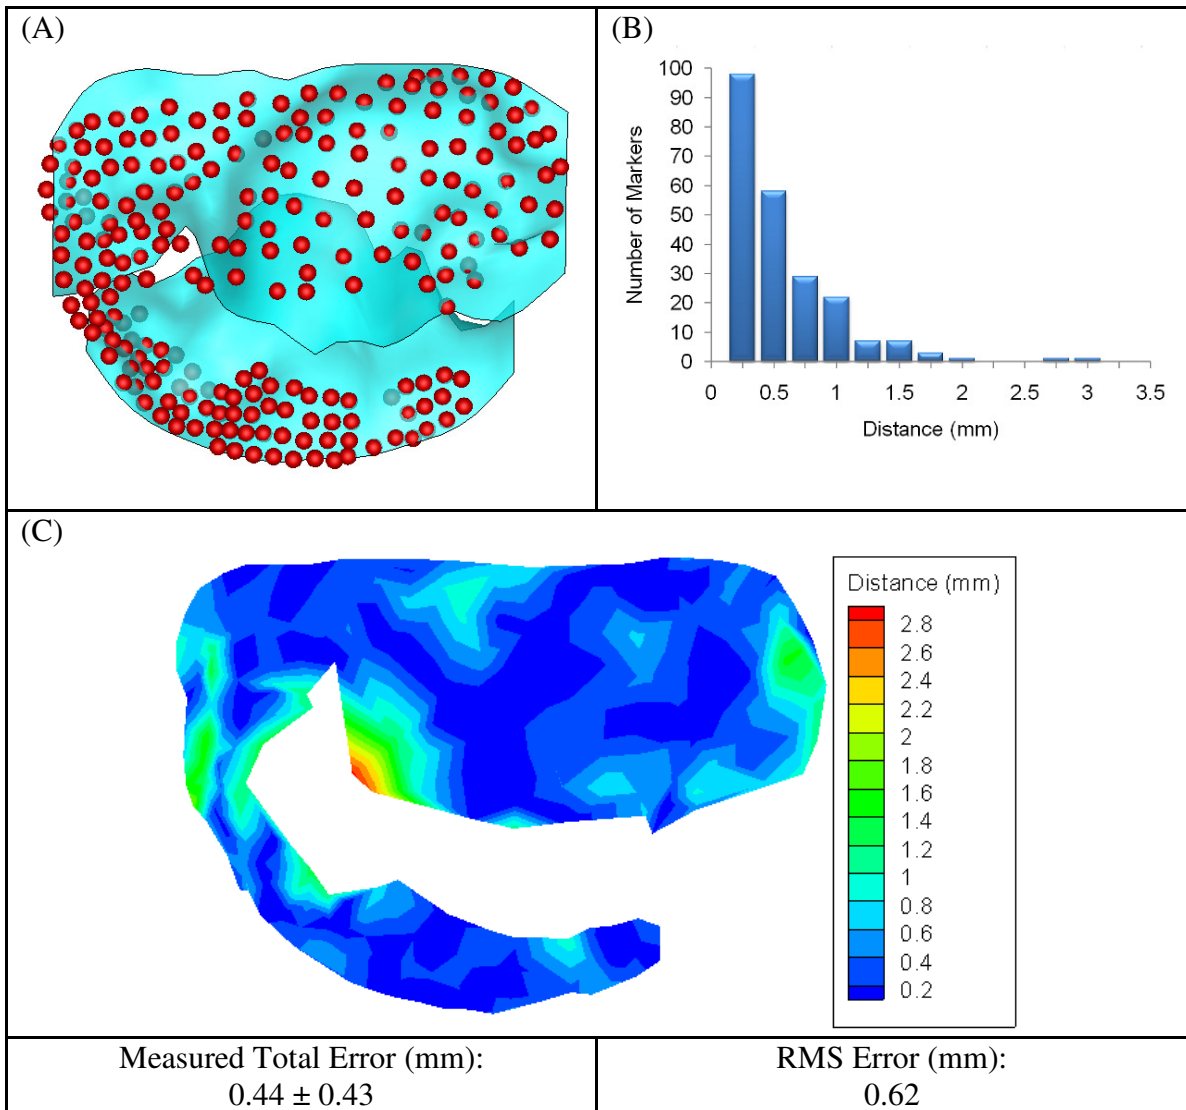 (A)
(B)
100
90
80
70
60
50
40
30
20
10
0
Number of Markers
0 0.5 1 1.5 2 2.5 3 3.5
Distance (mm)
(C)
Distance (mm)
2.8
2.6
2.4
2.2
2
1.8
1.6
1.4
1.2
1
0.8
0.6
0.4
0.2
Measured Total Error (mm):
0.44 ± 0.43
RMS Error (mm):
0.62